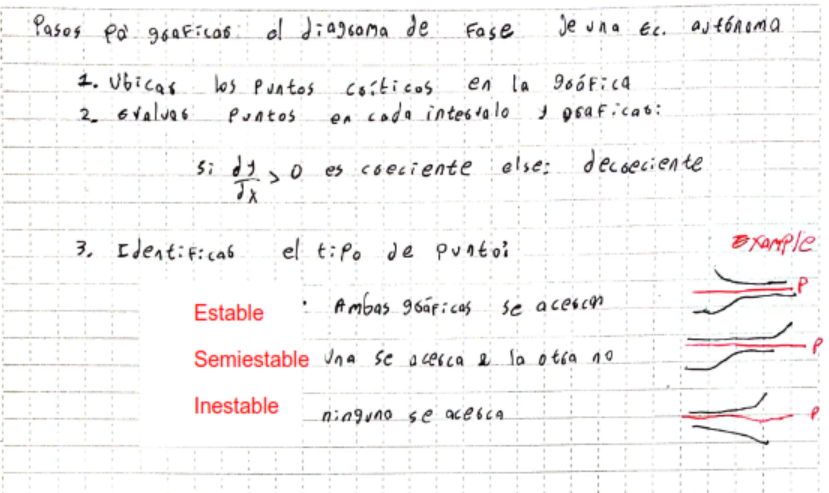 Pasos pa' graficar el diagrama de fase de una Ec. autónoma
1. Ubicar los puntos críticos en la gráfica
2. evaluar puntos en cada intervalo y graficar:
si dy/dx > 0 es creciente else: decreciente
3. Identificar el tipo de punto:
Example
Estable : Ambas gráficas se acercan
P
Semiestable una se acerca & la otra no
P
Inestable ninguno se acerca
P